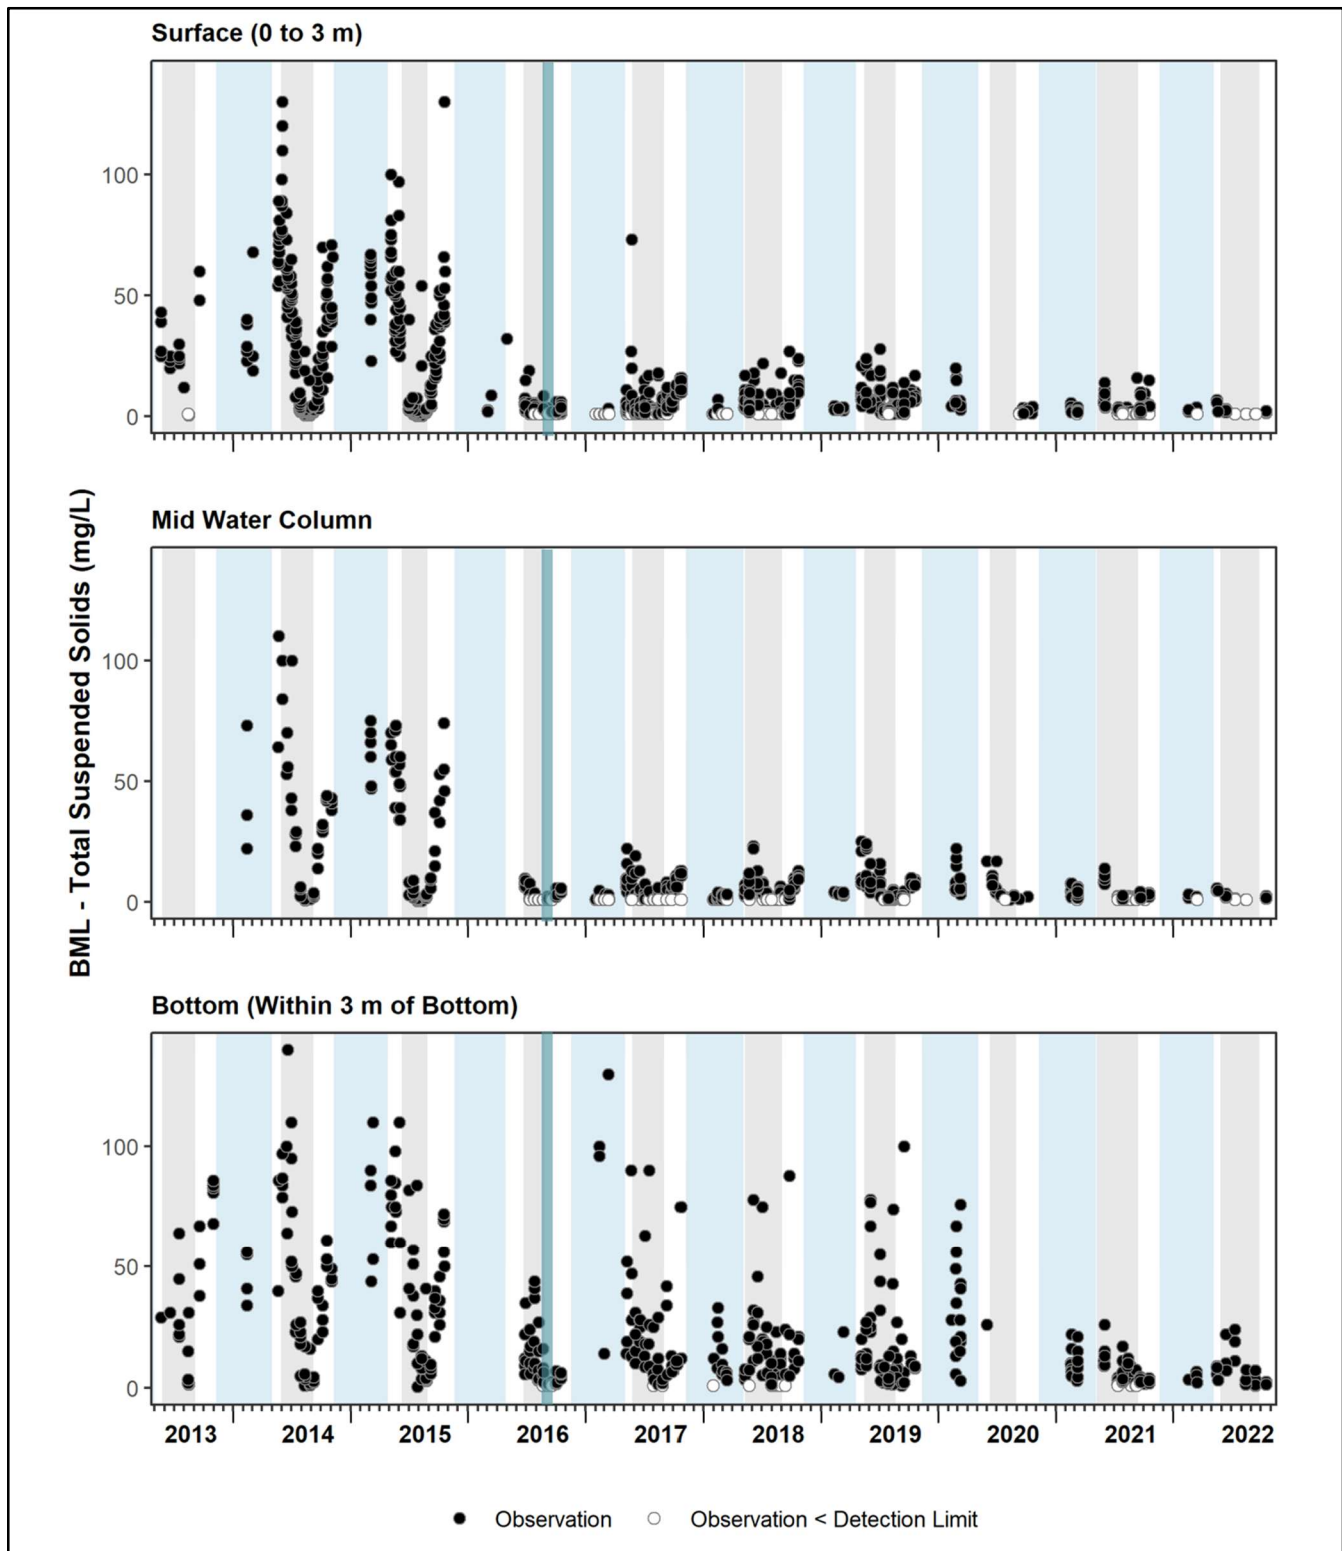 Surface (0 to 3 m)
100
50
0
Mid Water Column
BML - Total Suspended Solids (mg/L)
100
50
0
Bottom (Within 3 m of Bottom)
100
50
0
2013 2014 2015 2016 2017 2018 2019 2020 2021 2022
Observation Observation < Detection Limit